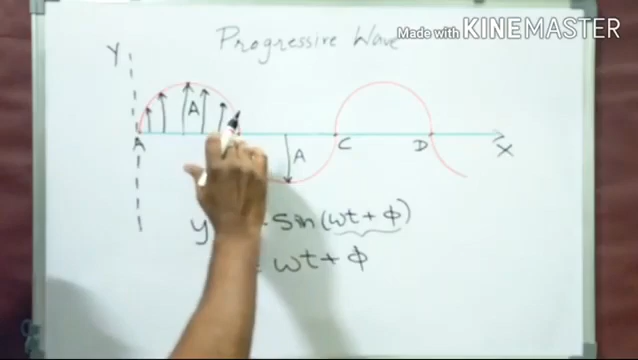 Made with KINEMASTER
Progressive Wave
Y
A
A
A
C
D
X
y sin (ωt + φ)
= ωt + φ